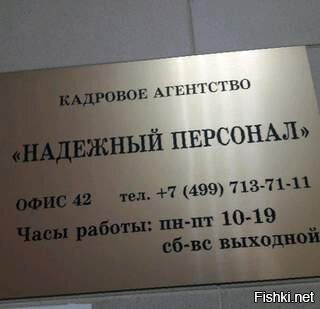 КАДРОВОЕ АГЕНТСТВО
«НАДЕЖНЫЙ ПЕРСОНАЛ»
ОФИС 42 тел. +7 (499) 713-71-11
Часы работы: пн-пт 10-19
сб-вс выходной
Fishki.net